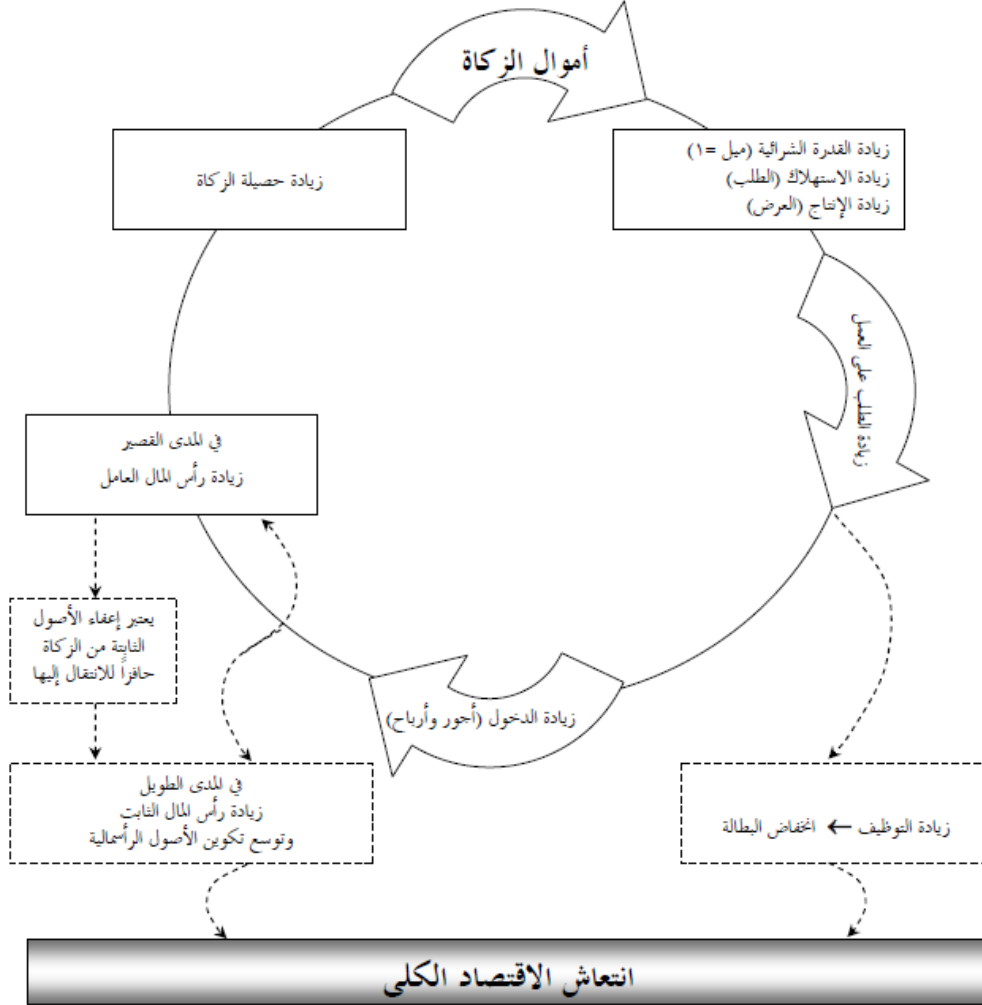 أموال الزكاة
زيادة القدرة الشرائية (ميل =١)
زيادة الاستهلاك (الطلب)
زيادة الإنتاج (العرض)
زيادة حصيلة الزكاة
زيادة الطلب على العمل
في المدى القصير
زيادة رأس المال العامل
يعتبر إعفاء الأصول
الثابتة من الزكاة
حافزاً للانتقال إليها
زيادة الدخول (أجور وأرباح)
في المدى الطويل
زيادة رأس المال الثابت
وتوسع تكوين الأصول الرأسمالية
زيادة التوظيف ← انخفاض البطالة
انتعاش الاقتصاد الكلي